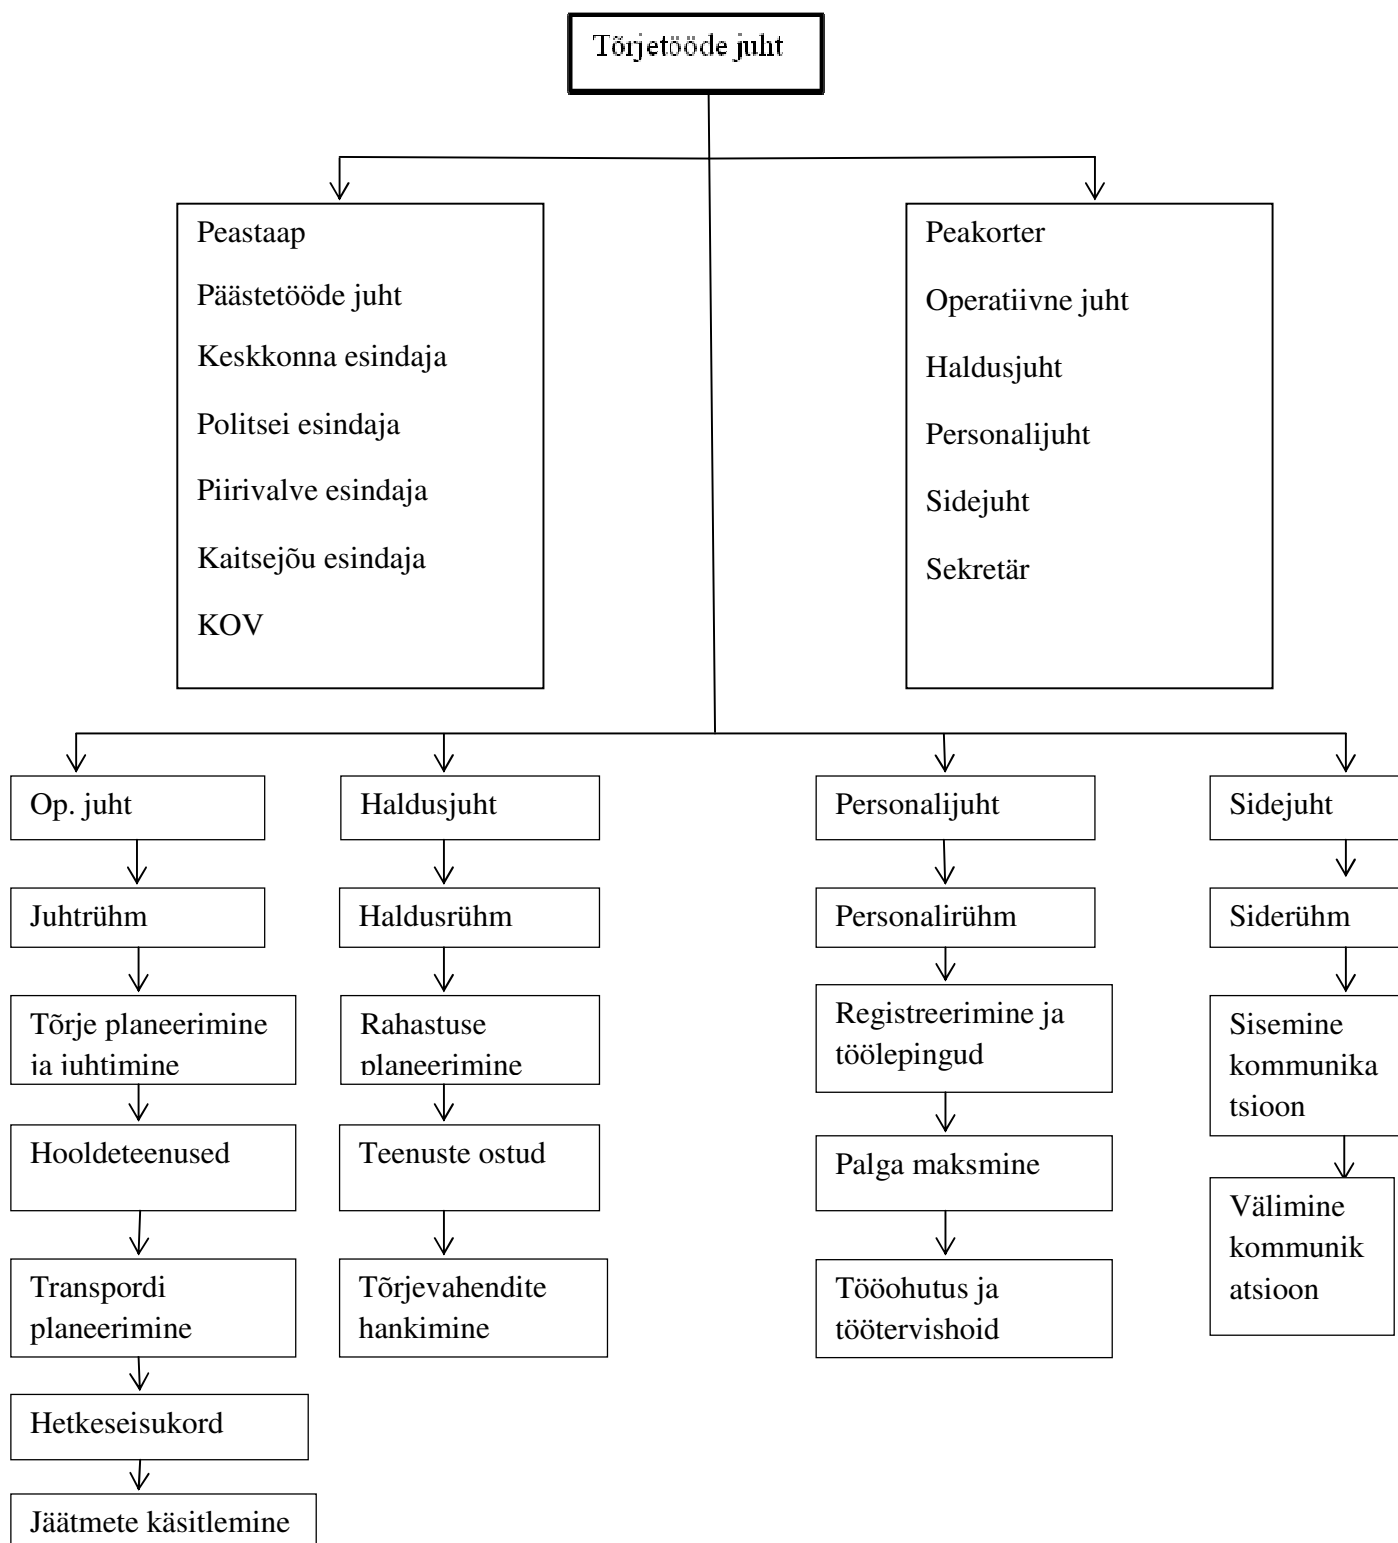 Tõrjetööde juht
Peastaap
Päästetööde juht
Keskkonna esindaja
Politsei esindaja
Piirivalve esindaja
Kaitsejõu esindaja
KOV
Peakorter
Operatiivne juht
Haldusjuht
Personalijuht
Sidejuht
Sekretär
Op. juht
Juhtrühm
Tõrje planeerimine
ja juhtimine
Hooldeteenused
Transpordi
planeerimine
Hetkeseisukord
Jäätmete käsitlemine
Haldusjuht
Haldusrühm
Rahastuse
planeerimine
Teenuste ostud
Tõrjevahendite
hankimine
Personalijuht
Personalirühm
Registreerimine ja
töölepingud
Palga maksmine
Tööohutus ja
töötervishoid
Sidejuht
Siderühm
Sisemine
kommunika
tsioon
Välimine
kommunik
atsioon